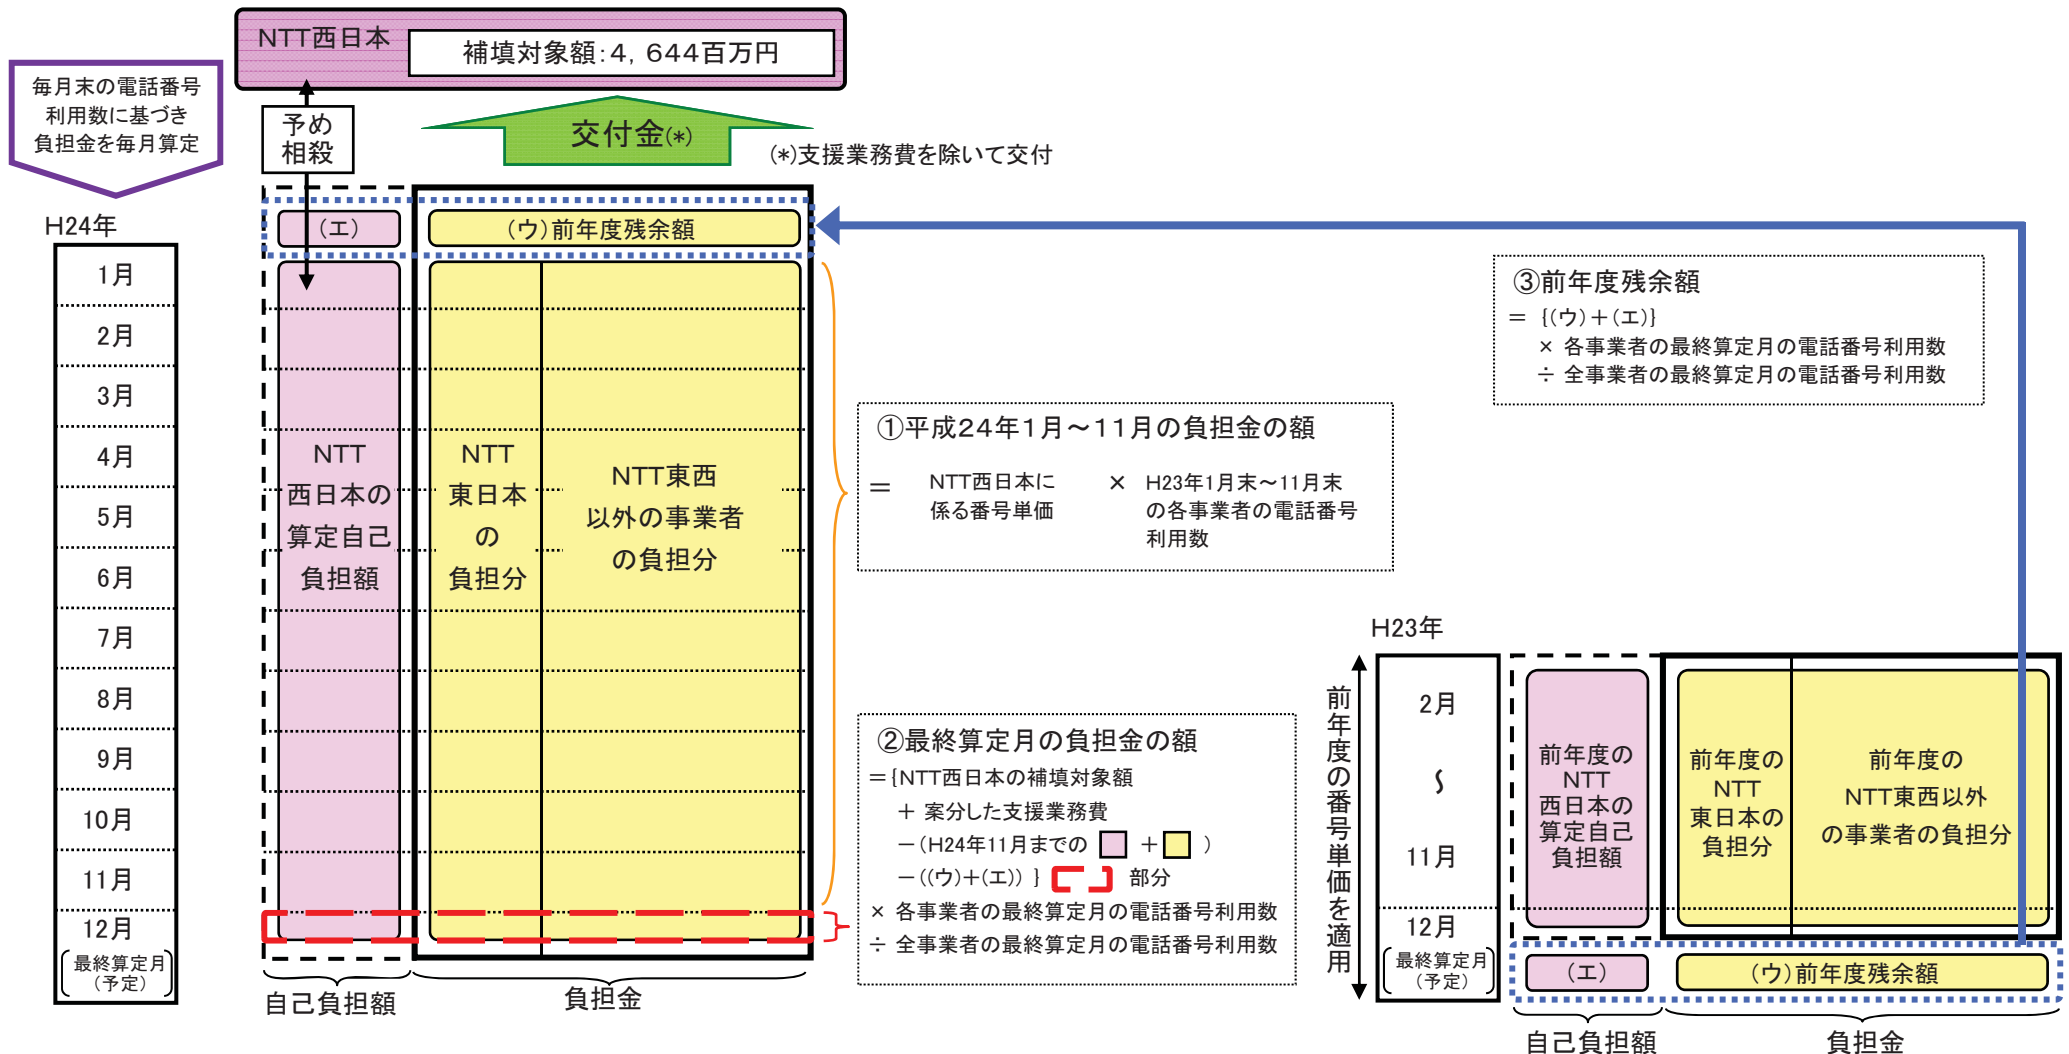 NTT西日本
補填対象額：4，644百万円
毎月末の電話番号
利用数に基づき
負担金を毎月算定
予め
相殺
交付金(*)
(*)支援業務費を除いて交付
H24年
1月
2月
3月
4月
5月
6月
7月
8月
9月
10月
11月
12月
最終算定月
（予定）
（エ）
（ウ）前年度残余額
NTT
西日本の
算定自己
負担額
NTT
東日本
の
負担分
NTT東西
以外の事業者
の負担分
自己負担額
負担金
①平成24年1月～11月の負担金の額
＝ NTT西日本に
係る番号単価
× H23年1月末～11月末
の各事業者の電話番号
利用数
②最終算定月の負担金の額
＝{NTT西日本の補填対象額
＋ 案分した支援業務費
－（H24年11月までの ＋ ）
－（（ウ）＋（エ）） } 部分
× 各事業者の最終算定月の電話番号利用数
÷ 全事業者の最終算定月の電話番号利用数
③前年度残余額
＝ {（ウ）＋（エ）}
× 各事業者の最終算定月の電話番号利用数
÷ 全事業者の最終算定月の電話番号利用数
H23年
前年度の番号単価を適用
2月
～
11月
12月
最終算定月
（予定）
前年度の
NTT
西日本の
算定自己
負担額
前年度の
NTT
東日本の
負担分
前年度の
NTT東西以外
の事業者の負担分
（エ）
（ウ）前年度残余額
自己負担額
負担金